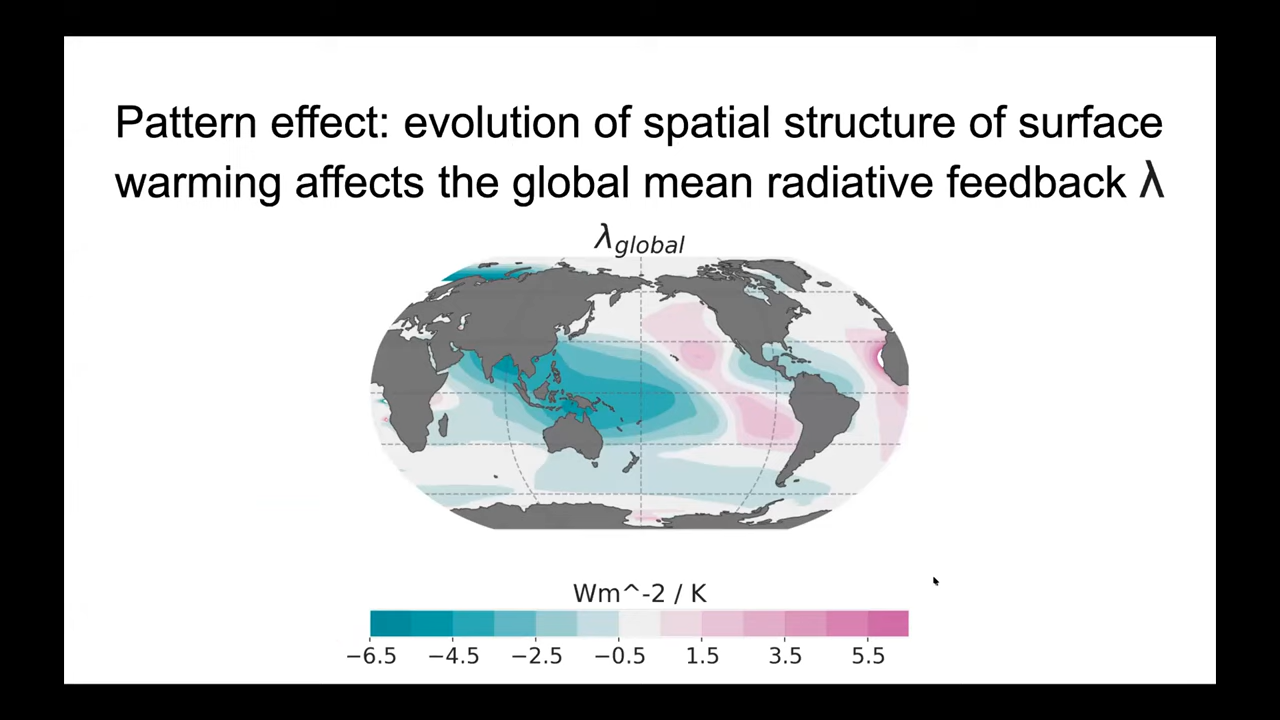 Pattern effect: evolution of spatial structure of surface
warming affects the global mean radiative feedback λ
λglobal
Wm^-2 / K
−6.5 −4.5 −2.5 −0.5 1.5 3.5 5.5